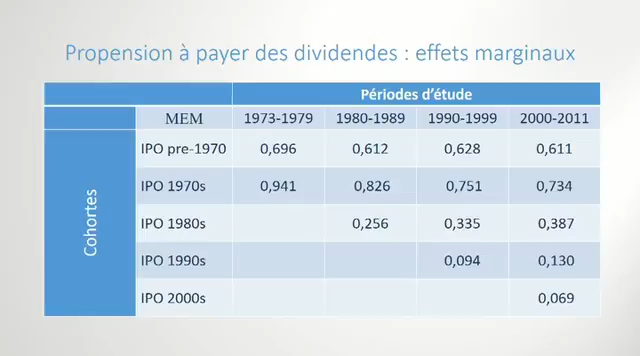 Propension à payer des dividendes : effets marginaux
Périodes d'étude
MEM 1973-1979 1980-1989 1990-1999 2000-2011
IPO pre-1970 0,696 0,612 0,628 0,611
IPO 1970s 0,941 0,826 0,751 0,734
IPO 1980s 0,256 0,335 0,387
IPO 1990s 0,094 0,130
IPO 2000s 0,069
Cohortes